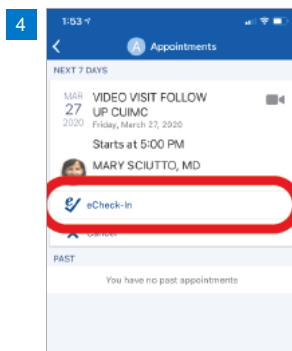 4
1:53
A Appointments
NEXT 7 DAYS
MAR
27
2020
VIDEO VISIT FOLLOW
UP CUIMC
Friday, March 27, 2020
Starts at 5:00 PM
MARY SCIUTTO, MD
eCheck-In
Cancel
PAST
You have no past appointments